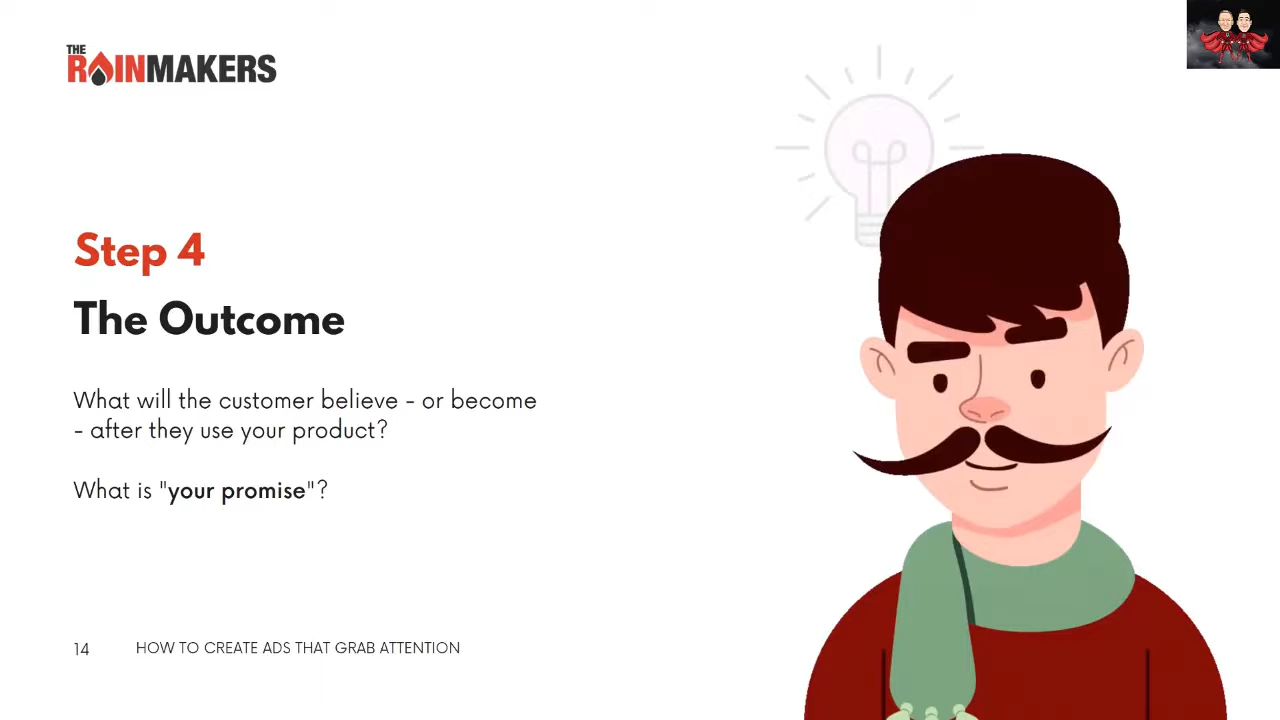 THE
RAINMAKERS
Step 4
The Outcome
What will the customer believe - or become
- after they use your product?
What is "your promise"?
14
HOW TO CREATE ADS THAT GRAB ATTENTION